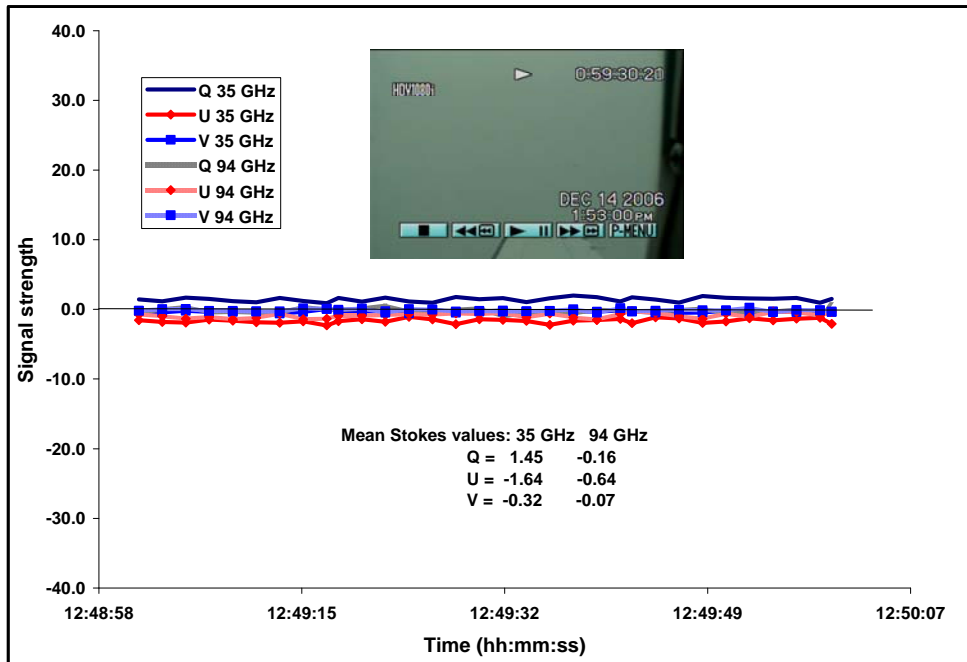 40.0
30.0
20.0
10.0
0.0
-10.0
-20.0
-30.0
-40.0
Signal strength
Q 35 GHz
U 35 GHz
V 35 GHz
Q 94 GHz
U 94 GHz
V 94 GHz
0:59:30:20
HDV1080i
DEC 14 2006
1:53:00 PM
P-MENU
Mean Stokes values: 35 GHz 94 GHz
Q = 1.45 -0.16
U = -1.64 -0.64
V = -0.32 -0.07
12:48:58 12:49:15 12:49:32 12:49:49 12:50:07
Time (hh:mm:ss)